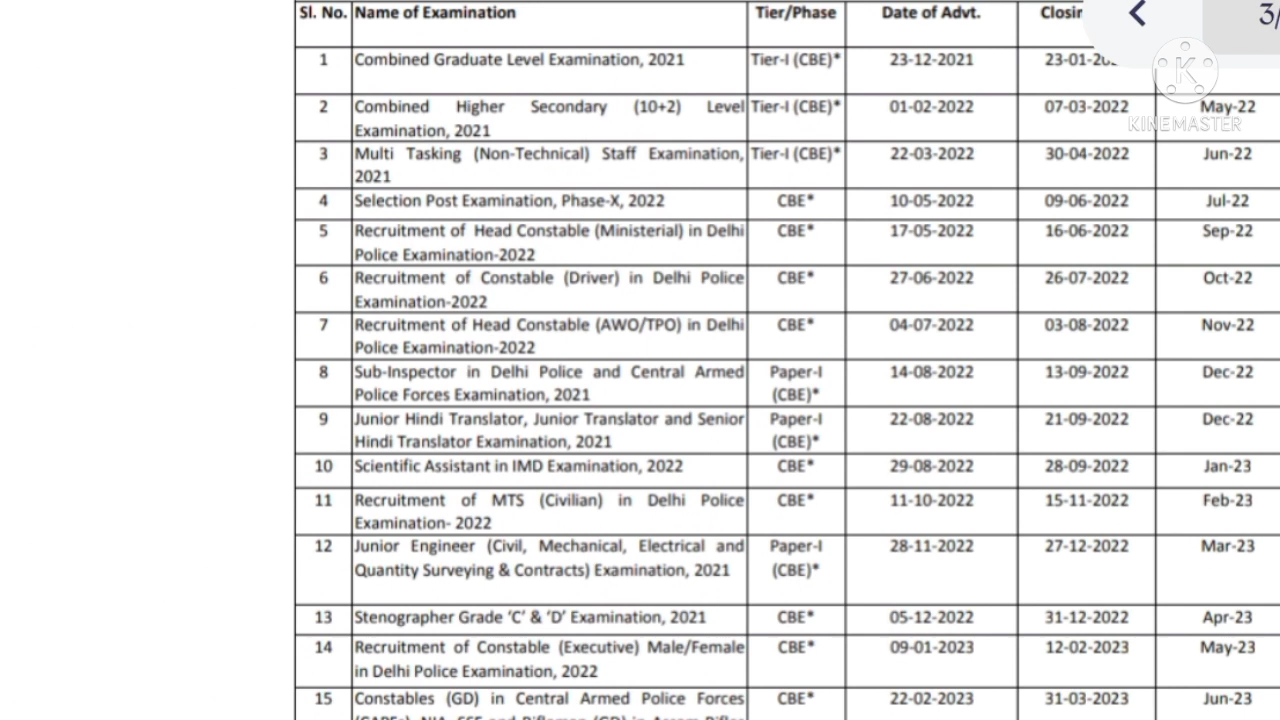 Sl. No. Name of Examination Tier/Phase Date of Advt. 3/
1 Combined Graduate Level Examination, 2021 Tier-I (CBE)* 23-12-2021 23-01-
KINEMASTER
2 Combined Higher Secondary (10+2) Level Tier-I (CBE)* 01-02-2022 07-03-2022 May-22
Examination, 2021
3 Multi Tasking (Non-Technical) Staff Examination, Tier-I (CBE)* 22-03-2022 30-04-2022 Jun-22
2021
4 Selection Post Examination, Phase-X, 2022 CBE* 10-05-2022 09-06-2022 Jul-22
5 Recruitment of Head Constable (Ministerial) in Delhi CBE* 17-05-2022 16-06-2022 Sep-22
Police Examination-2022
6 Recruitment of Constable (Driver) in Delhi Police CBE* 27-06-2022 26-07-2022 Oct-22
Examination-2022
7 Recruitment of Head Constable (AWO/TPO) in Delhi CBE* 04-07-2022 03-08-2022 Nov-22
Police Examination-2022
8 Sub-Inspector in Delhi Police and Central Armed Paper-I 14-08-2022 13-09-2022 Dec-22
Police Forces Examination, 2021 (CBE)*
9 Junior Hindi Translator, Junior Translator and Senior Paper-I 22-08-2022 21-09-2022 Dec-22
Hindi Translator Examination, 2021 (CBE)*
10 Scientific Assistant in IMD Examination, 2022 CBE* 29-08-2022 28-09-2022 Jan-23
11 Recruitment of MTS (Civilian) in Delhi Police CBE* 11-10-2022 15-11-2022 Feb-23
Examination- 2022
12 Junior Engineer (Civil, Mechanical, Electrical and Paper-I 28-11-2022 27-12-2022 Mar-23
Quantity Surveying & Contracts) Examination, 2021 (CBE)*
13 Stenographer Grade ‘C’ & ‘D’ Examination, 2021 CBE* 05-12-2022 31-12-2022 Apr-23
14 Recruitment of Constable (Executive) Male/Female CBE* 09-01-2023 12-02-2023 May-23
in Delhi Police Examination, 2022
15 Constables (GD) in Central Armed Police Forces CBE* 22-02-2023 31-03-2023 Jun-23